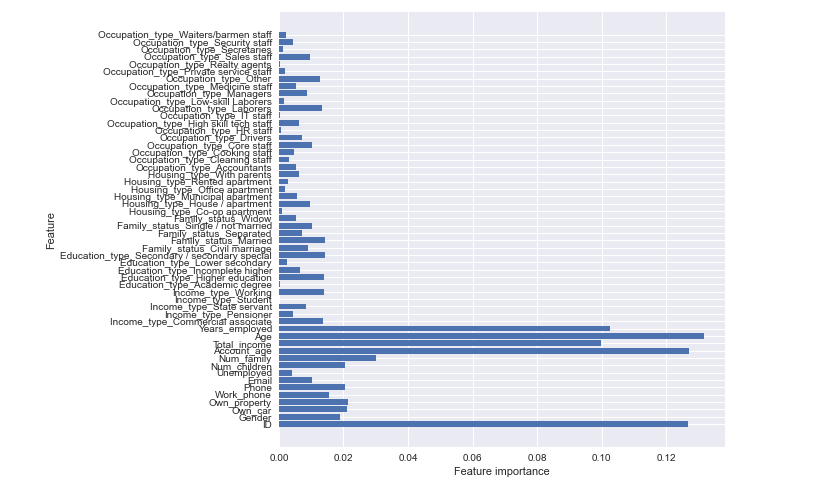 Occupation_type_Waiters/barmen staff
Occupation_type_Security staff
Occupation_type_Secretaries
Occupation_type_Sales staff
Occupation_type_Realty agents
Occupation_type_Private service staff
Occupation_type_Other
Occupation_type_Medicine staff
Occupation_type_Managers
Occupation_type_Low-skill Laborers
Occupation_type_Laborers
Occupation_type_IT staff
Occupation_type_High skill tech staff
Occupation_type_HR staff
Occupation_type_Drivers
Occupation_type_Core staff
Occupation_type_Cooking staff
Occupation_type_Cleaning staff
Occupation_type_Accountants
Housing_type_With parents
Housing_type_Rented apartment
Housing_type_Office apartment
Housing_type_Municipal apartment
Housing_type_House / apartment
Housing_type_Co-op apartment
Family_status_Widow
Family_status_Single / not married
Family_status_Separated
Family_status_Married
Family_status_Civil marriage
Education_type_Secondary / secondary special
Education_type_Lower secondary
Education_type_Incomplete higher
Education_type_Higher education
Education_type_Academic degree
Income_type_Working
Income_type_Student
Income_type_State servant
Income_type_Pensioner
Income_type_Commercial associate
Years_employed
Age
Total_income
Account_age
Num_family
Num_children
Unemployed
Email
Phone
Work_phone
Own_property
Own_car
Gender
ID
Feature
0.00 0.02 0.04 0.06 0.08 0.10 0.12
Feature importance